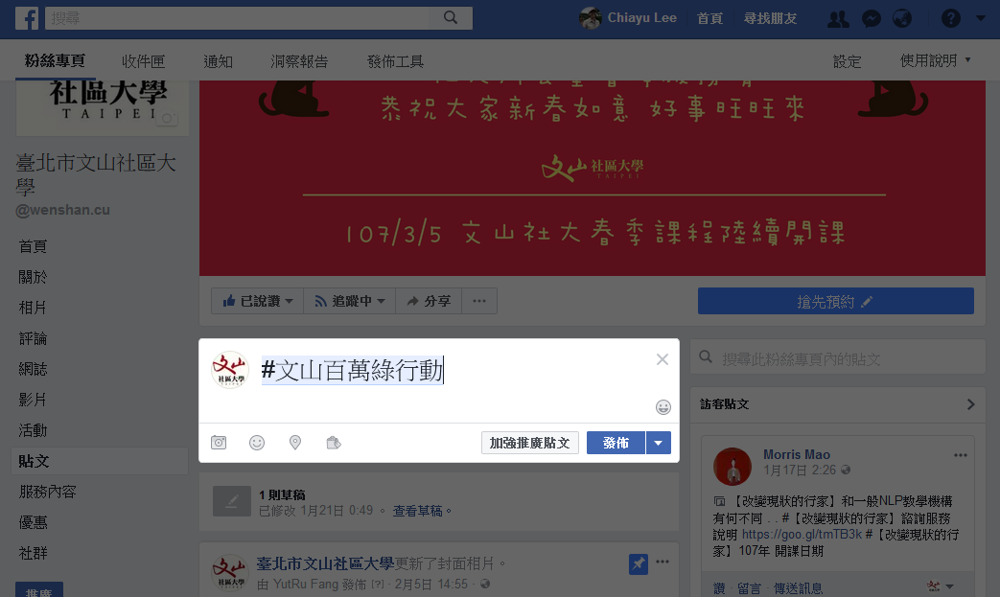 搜尋
Chiayu Lee 首頁 尋找朋友
粉絲專頁 收件匣 通知 洞察報告 發佈工具 設定 使用說明
社區大學
TAIPEI
恭祝大家新春如意 好事旺旺來
文山 社區大學
TAIPEI
107/3/5 文山社大春季課程陸續開課
臺北市文山社區大
學
@wenshan.cu
首頁
關於
相片
評論
網誌
影片
活動
貼文
服務內容
優惠
社群
推廣
已說讚 追蹤中 分享 ...
搶先預約
文山
社區大學
#文山百萬綠行動
加強推廣貼文 發佈
搜尋此粉絲專頁內的貼文
訪客貼文
Morris Mao
1月17日 2:26
【改變現狀的行家】和一般NLP教學機構
有何不同 . . #【改變現狀的行家】諮詢服務
說明 https://goo.gl/tmTB3k #【改變現狀的行
家】107年 開課日期
讚 · 留言 · 傳送訊息
1 則草稿
已修改 1月21日 0:49 。 查看草稿。
文山
社區大學
臺北市文山社區大學更新了封面相片。
由 YutRu Fang 發佈 [?] · 2月5日 14:55 ·